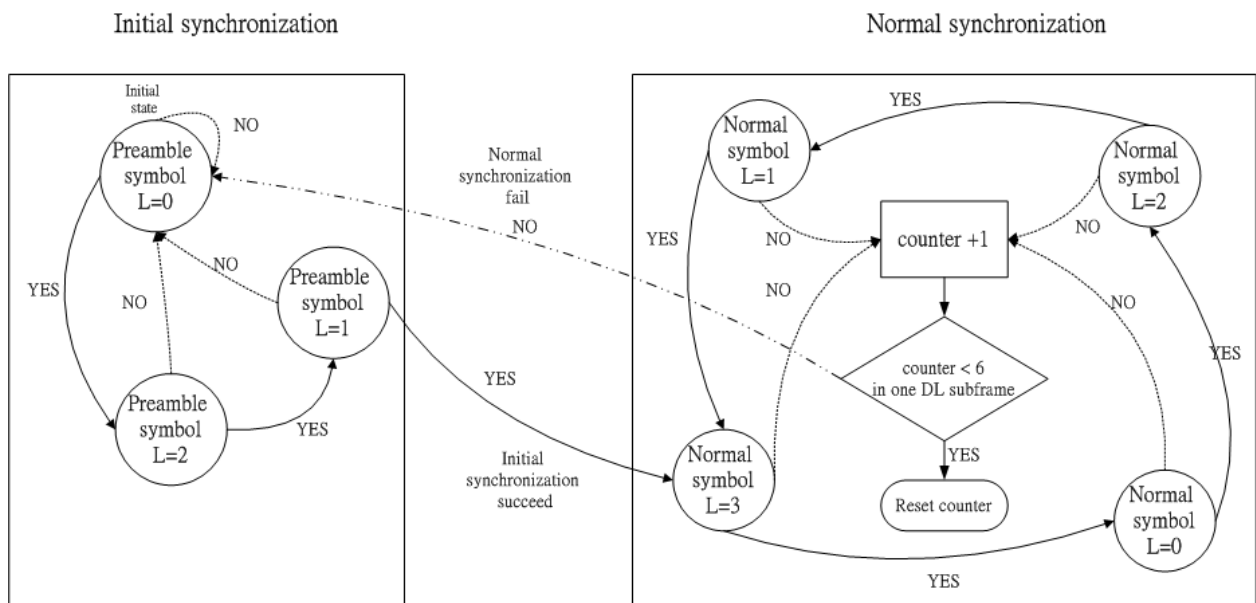 Initial synchronization
Normal synchronization
Initial
state
NO
Preamble
symbol
L=0
YES
NO
NO
Preamble
symbol
L=1
Preamble
symbol
L=2
YES
Normal
synchronization
fail
NO
YES
Initial
synchronization
succeed
YES
Normal
symbol
L=1
Normal
symbol
L=2
NO
NO
counter +1
YES
NO
NO
YES
counter < 6
in one DL subframe
YES
Normal
symbol
L=3
Reset counter
Normal
symbol
L=0
YES